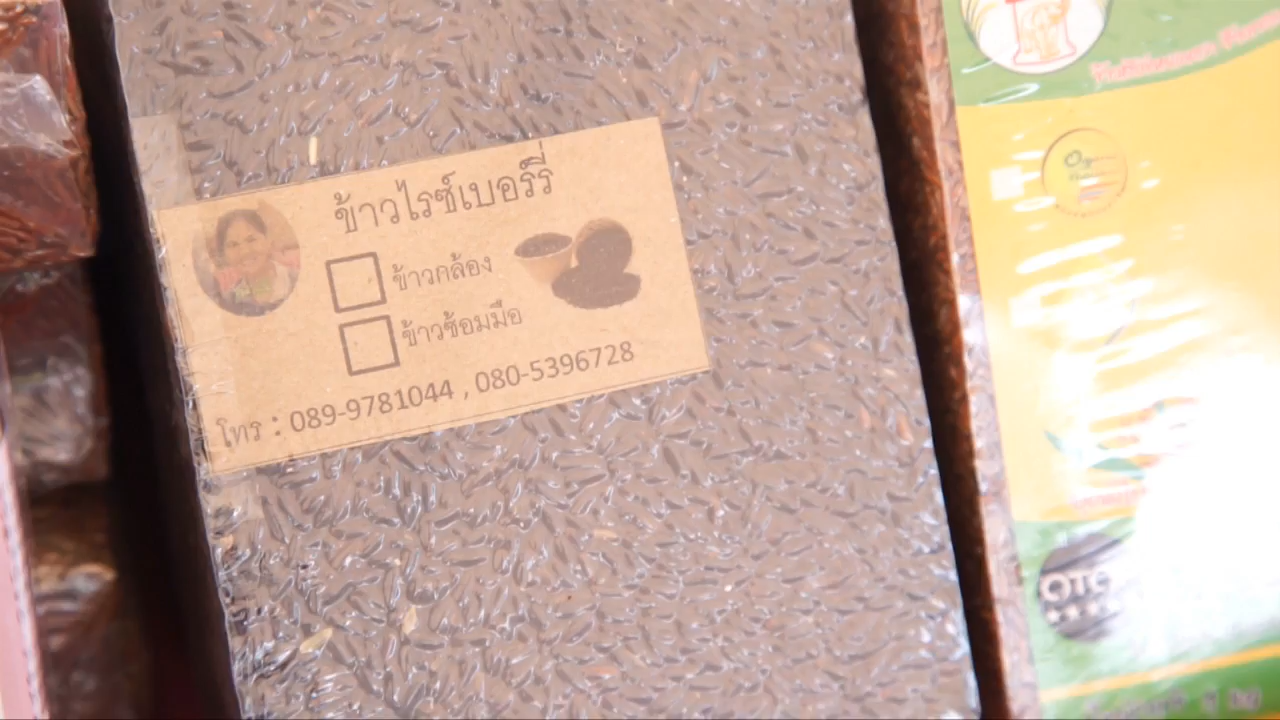 ข้าวไรซ์เบอร์รี่
ข้าวกล้อง
ข้าวซ้อมมือ
โทร : 089-9781044 , 080-5396728